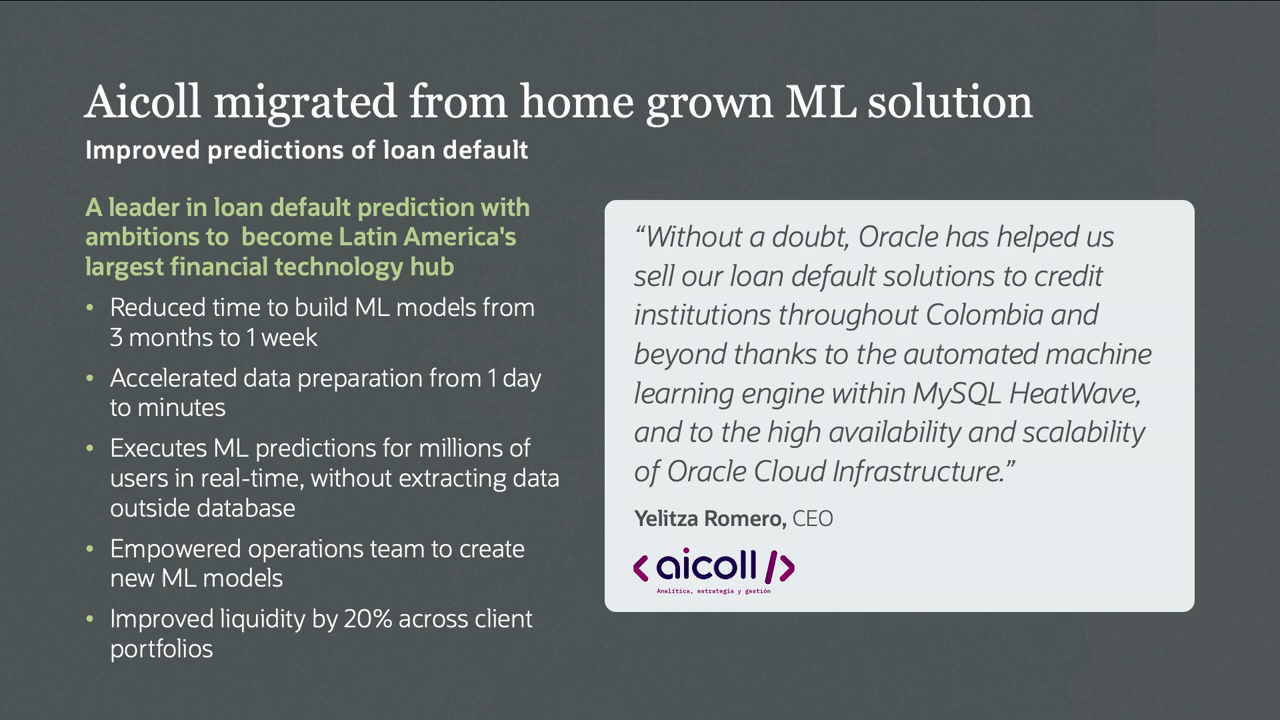 Aicoll migrated from home grown ML solution
Improved predictions of loan default
A leader in loan default prediction with
ambitions to  become Latin America's
largest financial technology hub
• Reduced time to build ML models from
3 months to 1 week
• Accelerated data preparation from 1 day
to minutes
• Executes ML predictions for millions of
users in real-time, without extracting data
outside database
• Empowered operations team to create
new ML models
• Improved liquidity by 20% across client
portfolios
“Without a doubt, Oracle has helped us
sell our loan default solutions to credit
institutions throughout Colombia and
beyond thanks to the automated machine
learning engine within MySQL HeatWave,
and to the high availability and scalability
of Oracle Cloud Infrastructure.”
Yelitza Romero, CEO
<aicoll/>
Analítica, estrategia y gestión